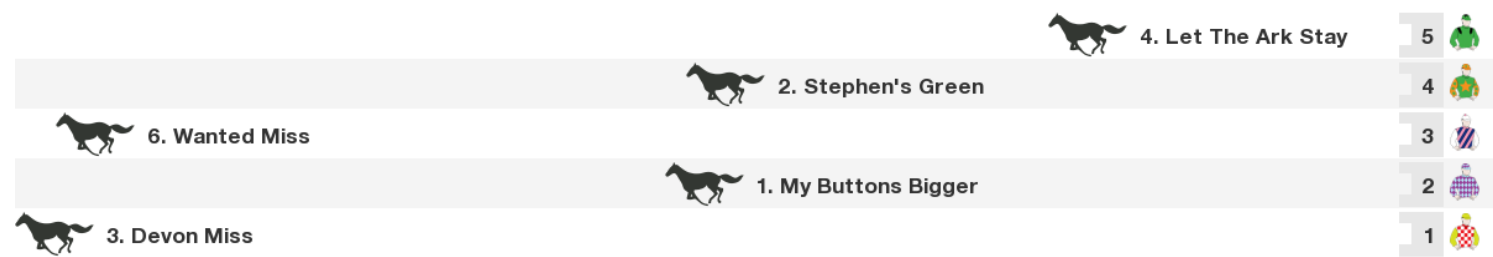 4. Let The Ark Stay 5
2. Stephen's Green 4
6. Wanted Miss 3
1. My Buttons Bigger 2
3. Devon Miss 1